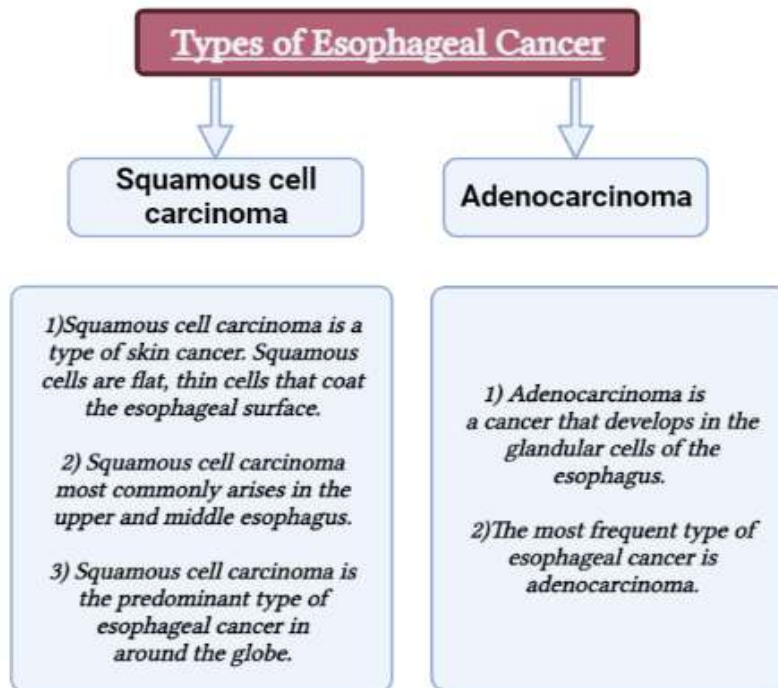 Types of Esophageal Cancer
Squamous cell
carcinoma
Adenocarcinoma
1)Squamous cell carcinoma is a
type of skin cancer. Squamous
cells are flat, thin cells that coat
the esophageal surface.
2) Squamous cell carcinoma
most commonly arises in the
upper and middle esophagus.
3) Squamous cell carcinoma is
the predominant type of
esophageal cancer in
around the globe.
1) Adenocarcinoma is
a cancer that develops in the
glandular cells of the
esophagus.
2)The most frequent type of
esophageal cancer is
adenocarcinoma.